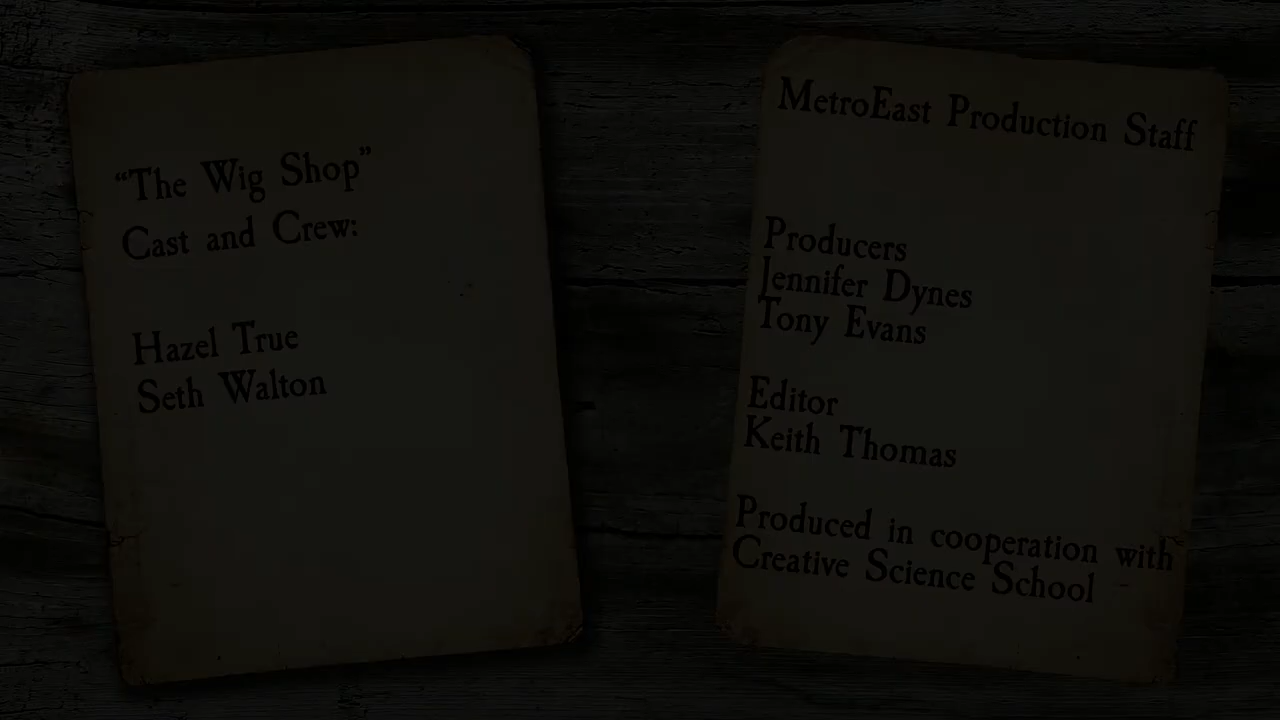 “The Wig Shop”
Cast and Crew:
Hazel True
Seth Walton
MetroEast Production Staff
Producers
Jennifer Dynes
Tony Evans
Editor
Keith Thomas
Produced in cooperation with
Creative Science School